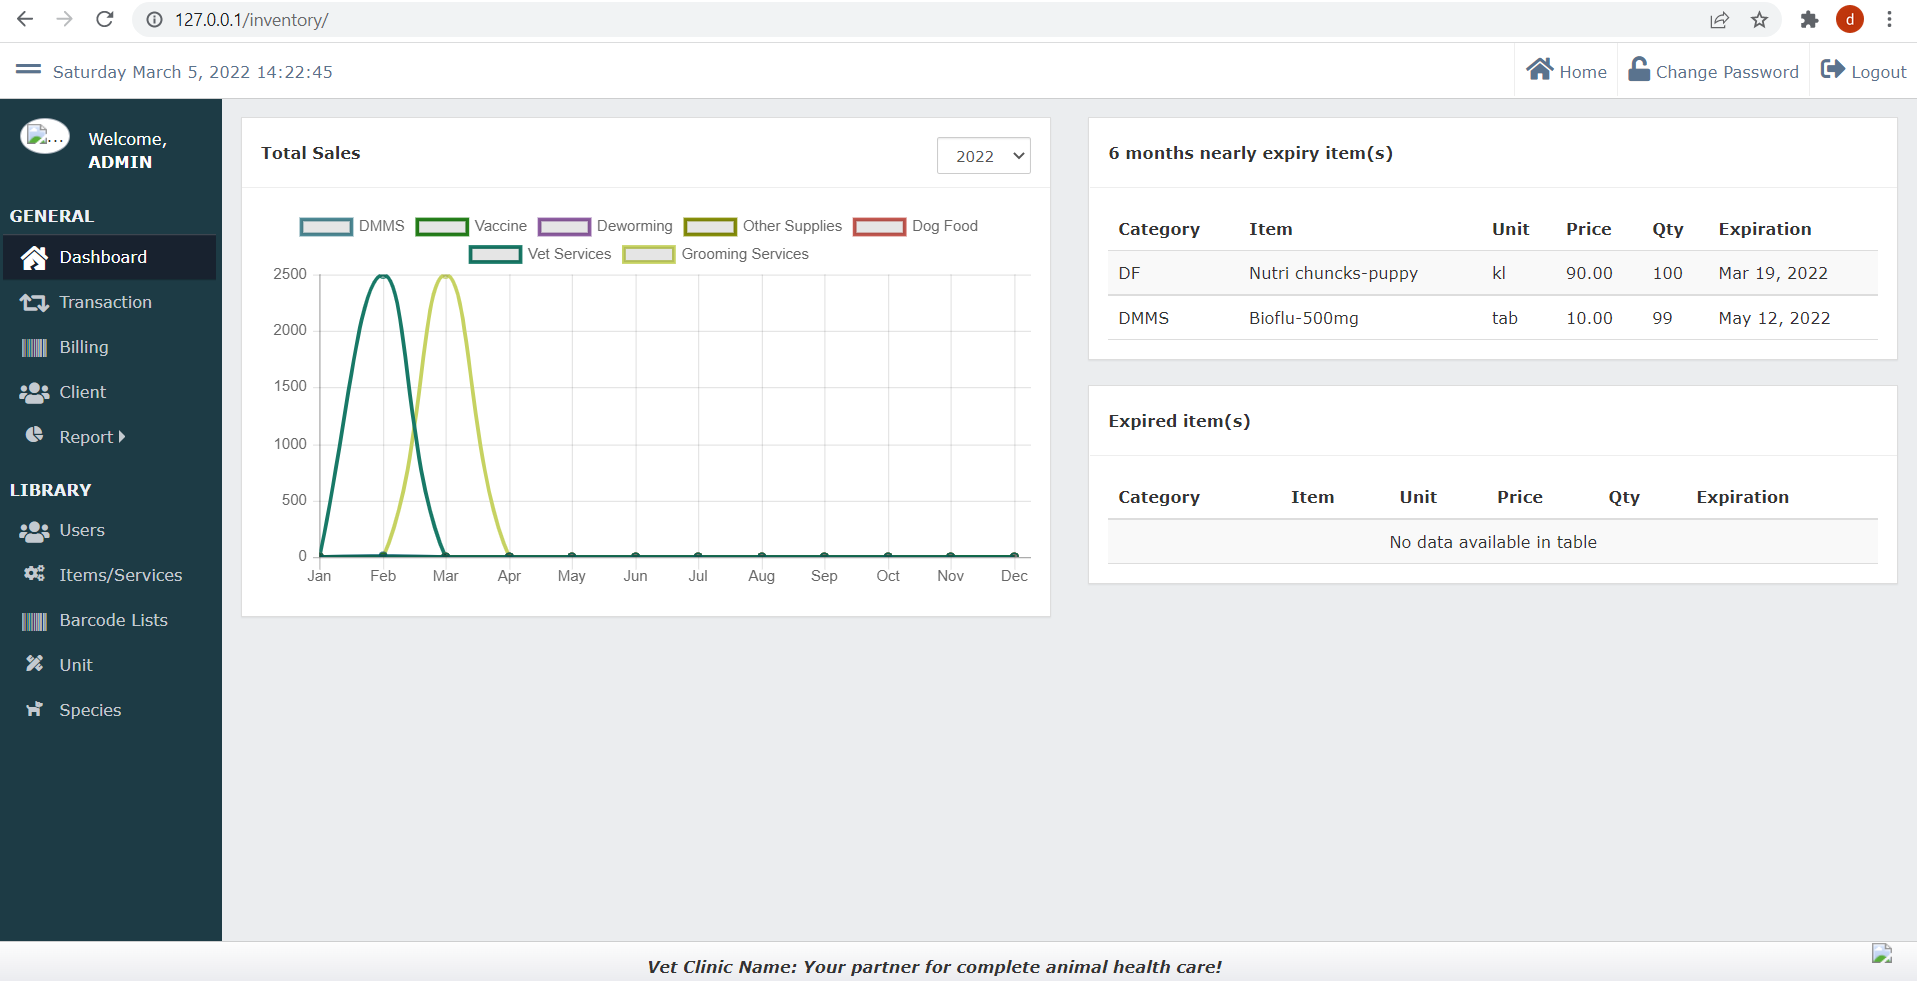 127.0.0.1/inventory/
d
Saturday March 5, 2022 14:22:45
Home
Change Password
Logout
...
Welcome,
ADMIN
GENERAL
Dashboard
Transaction
Billing
Client
Report
LIBRARY
Users
Items/Services
Barcode Lists
Unit
Species
Total Sales
2022
DMMS Vaccine Deworming Other Supplies Dog Food
Vet Services Grooming Services
2500
2000
1500
1000
500
0
Jan Feb Mar Apr May Jun Jul Aug Sep Oct Nov Dec
6 months nearly expiry item(s)
Category Item Unit Price Qty Expiration
DF Nutri chuncks-puppy kl 90.00 100 Mar 19, 2022
DMMS Bioflu-500mg tab 10.00 99 May 12, 2022
Expired item(s)
Category Item Unit Price Qty Expiration
No data available in table
Vet Clinic Name: Your partner for complete animal health care!